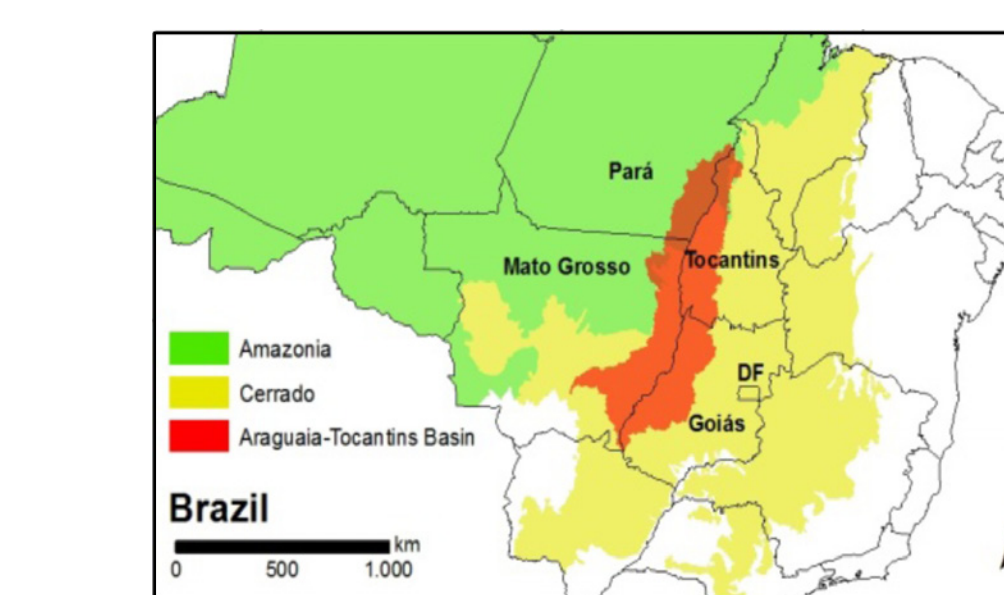 Pará
Mato Grosso
Tocantins
Amazonia
DF
Cerrado
Goiás
Araguaia-Tocantins Basin
Brazil
km
0 500 1.000